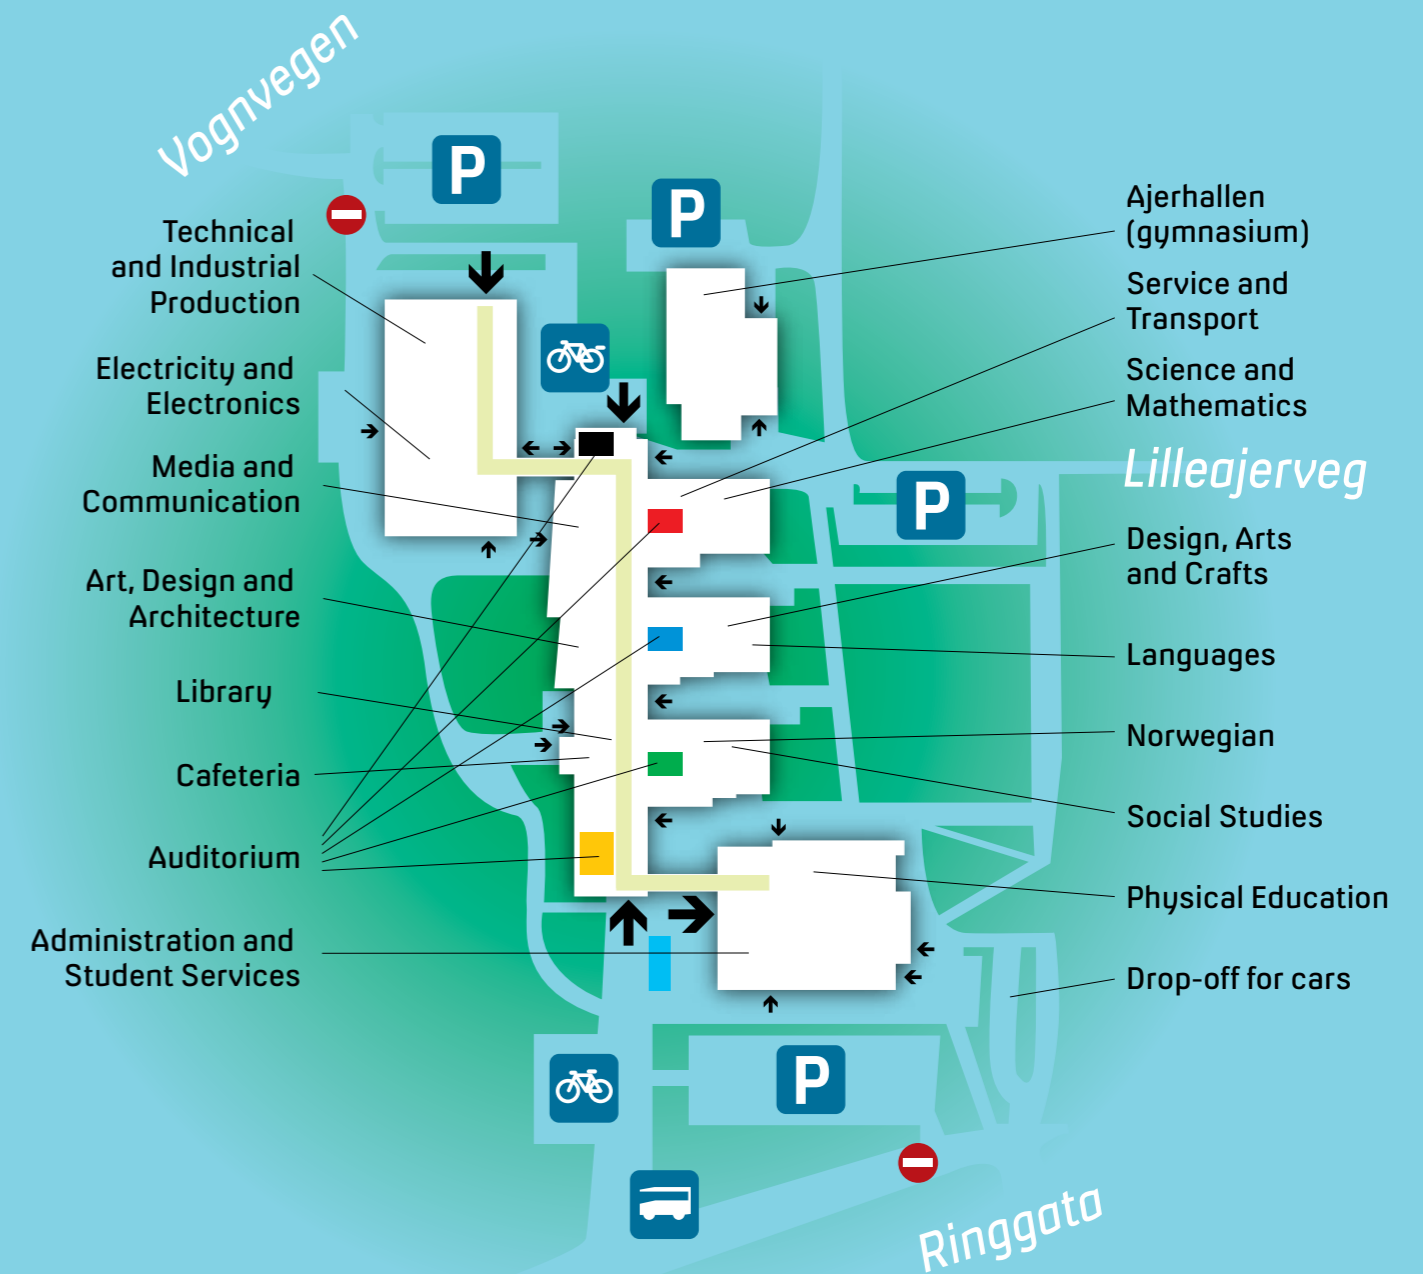 Vognvegen
P
P
Technical
and Industrial
Production
Electricity and
Electronics
Media and
Communication
Art, Design and
Architecture
Library
Cafeteria
Auditorium
Administration and
Student Services
Ajerhallen
(gymnasium)
Service and
Transport
Science and
Mathematics
Lilleajerveg
P
Design, Arts
and Crafts
Languages
Norwegian
Social Studies
Physical Education
Drop-off for cars
P
Ringgata